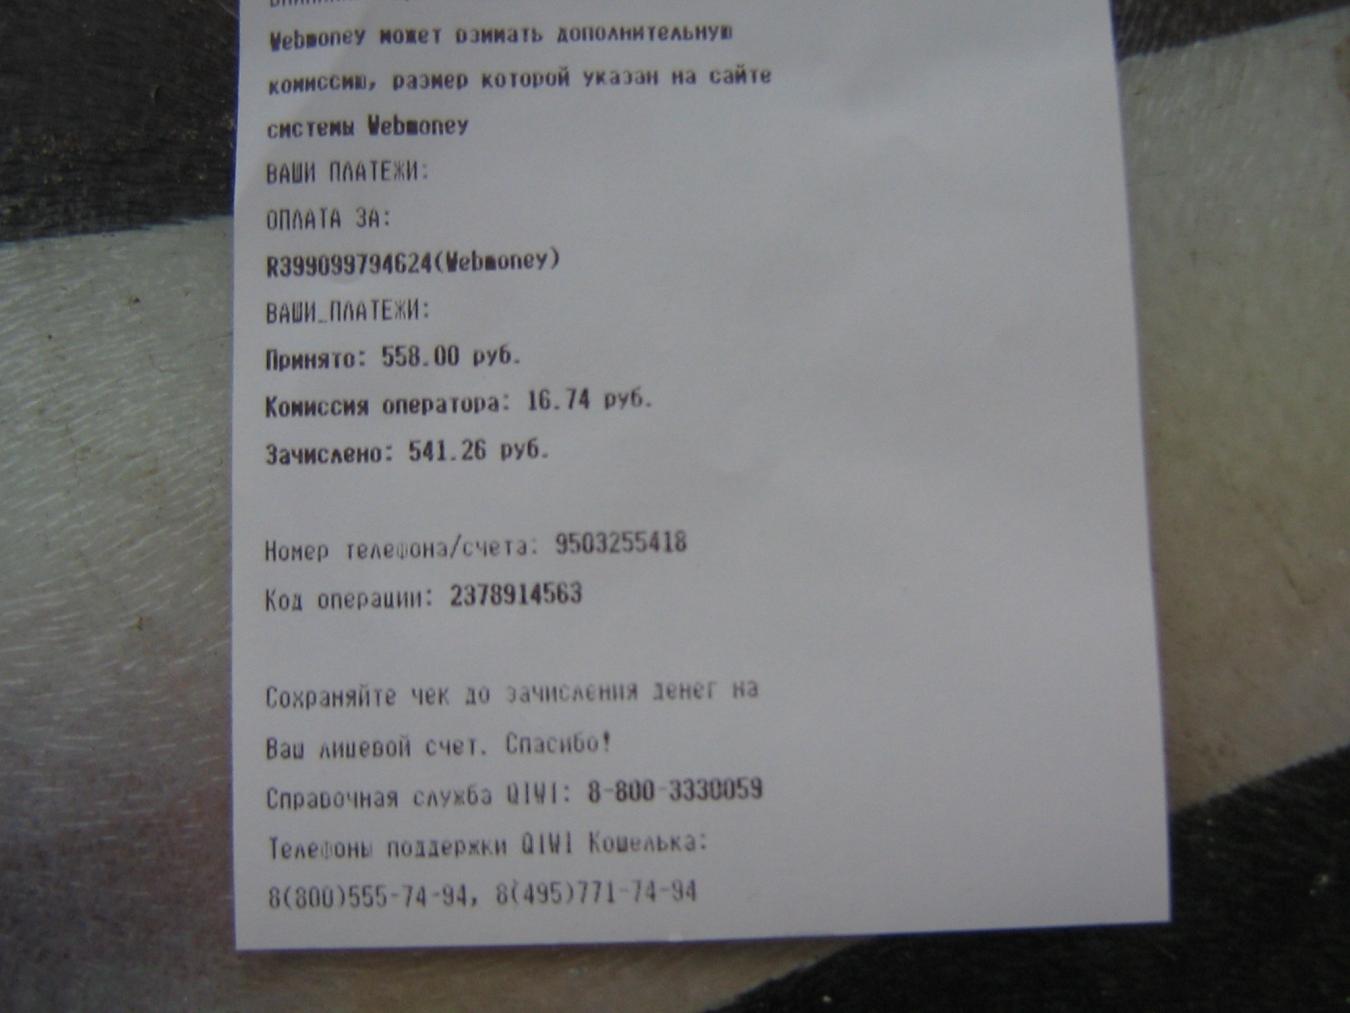 Webmoney может взимать дополнительную
комиссию, размер которой указан на сайте
системы Webmoney
ВАШИ ПЛАТЕЖИ:
ОПЛАТА ЗА:
R399099794624(Webmoney)
ВАШИ_ПЛАТЕЖИ:
Принято: 558.00 руб.
Комиссия оператора: 16.74 руб.
Зачислено: 541.26 руб.
Номер телефона/счета: 9503255418
Код операции: 2378914563
Сохраняйте чек до зачисления денег на
Ваш лицевой счет. Спасибо!
Справочная служба QIWI: 8-800-3330059
Телефоны поддержки QIWI Кошелька:
8(800)555-74-94, 8(495)771-74-94